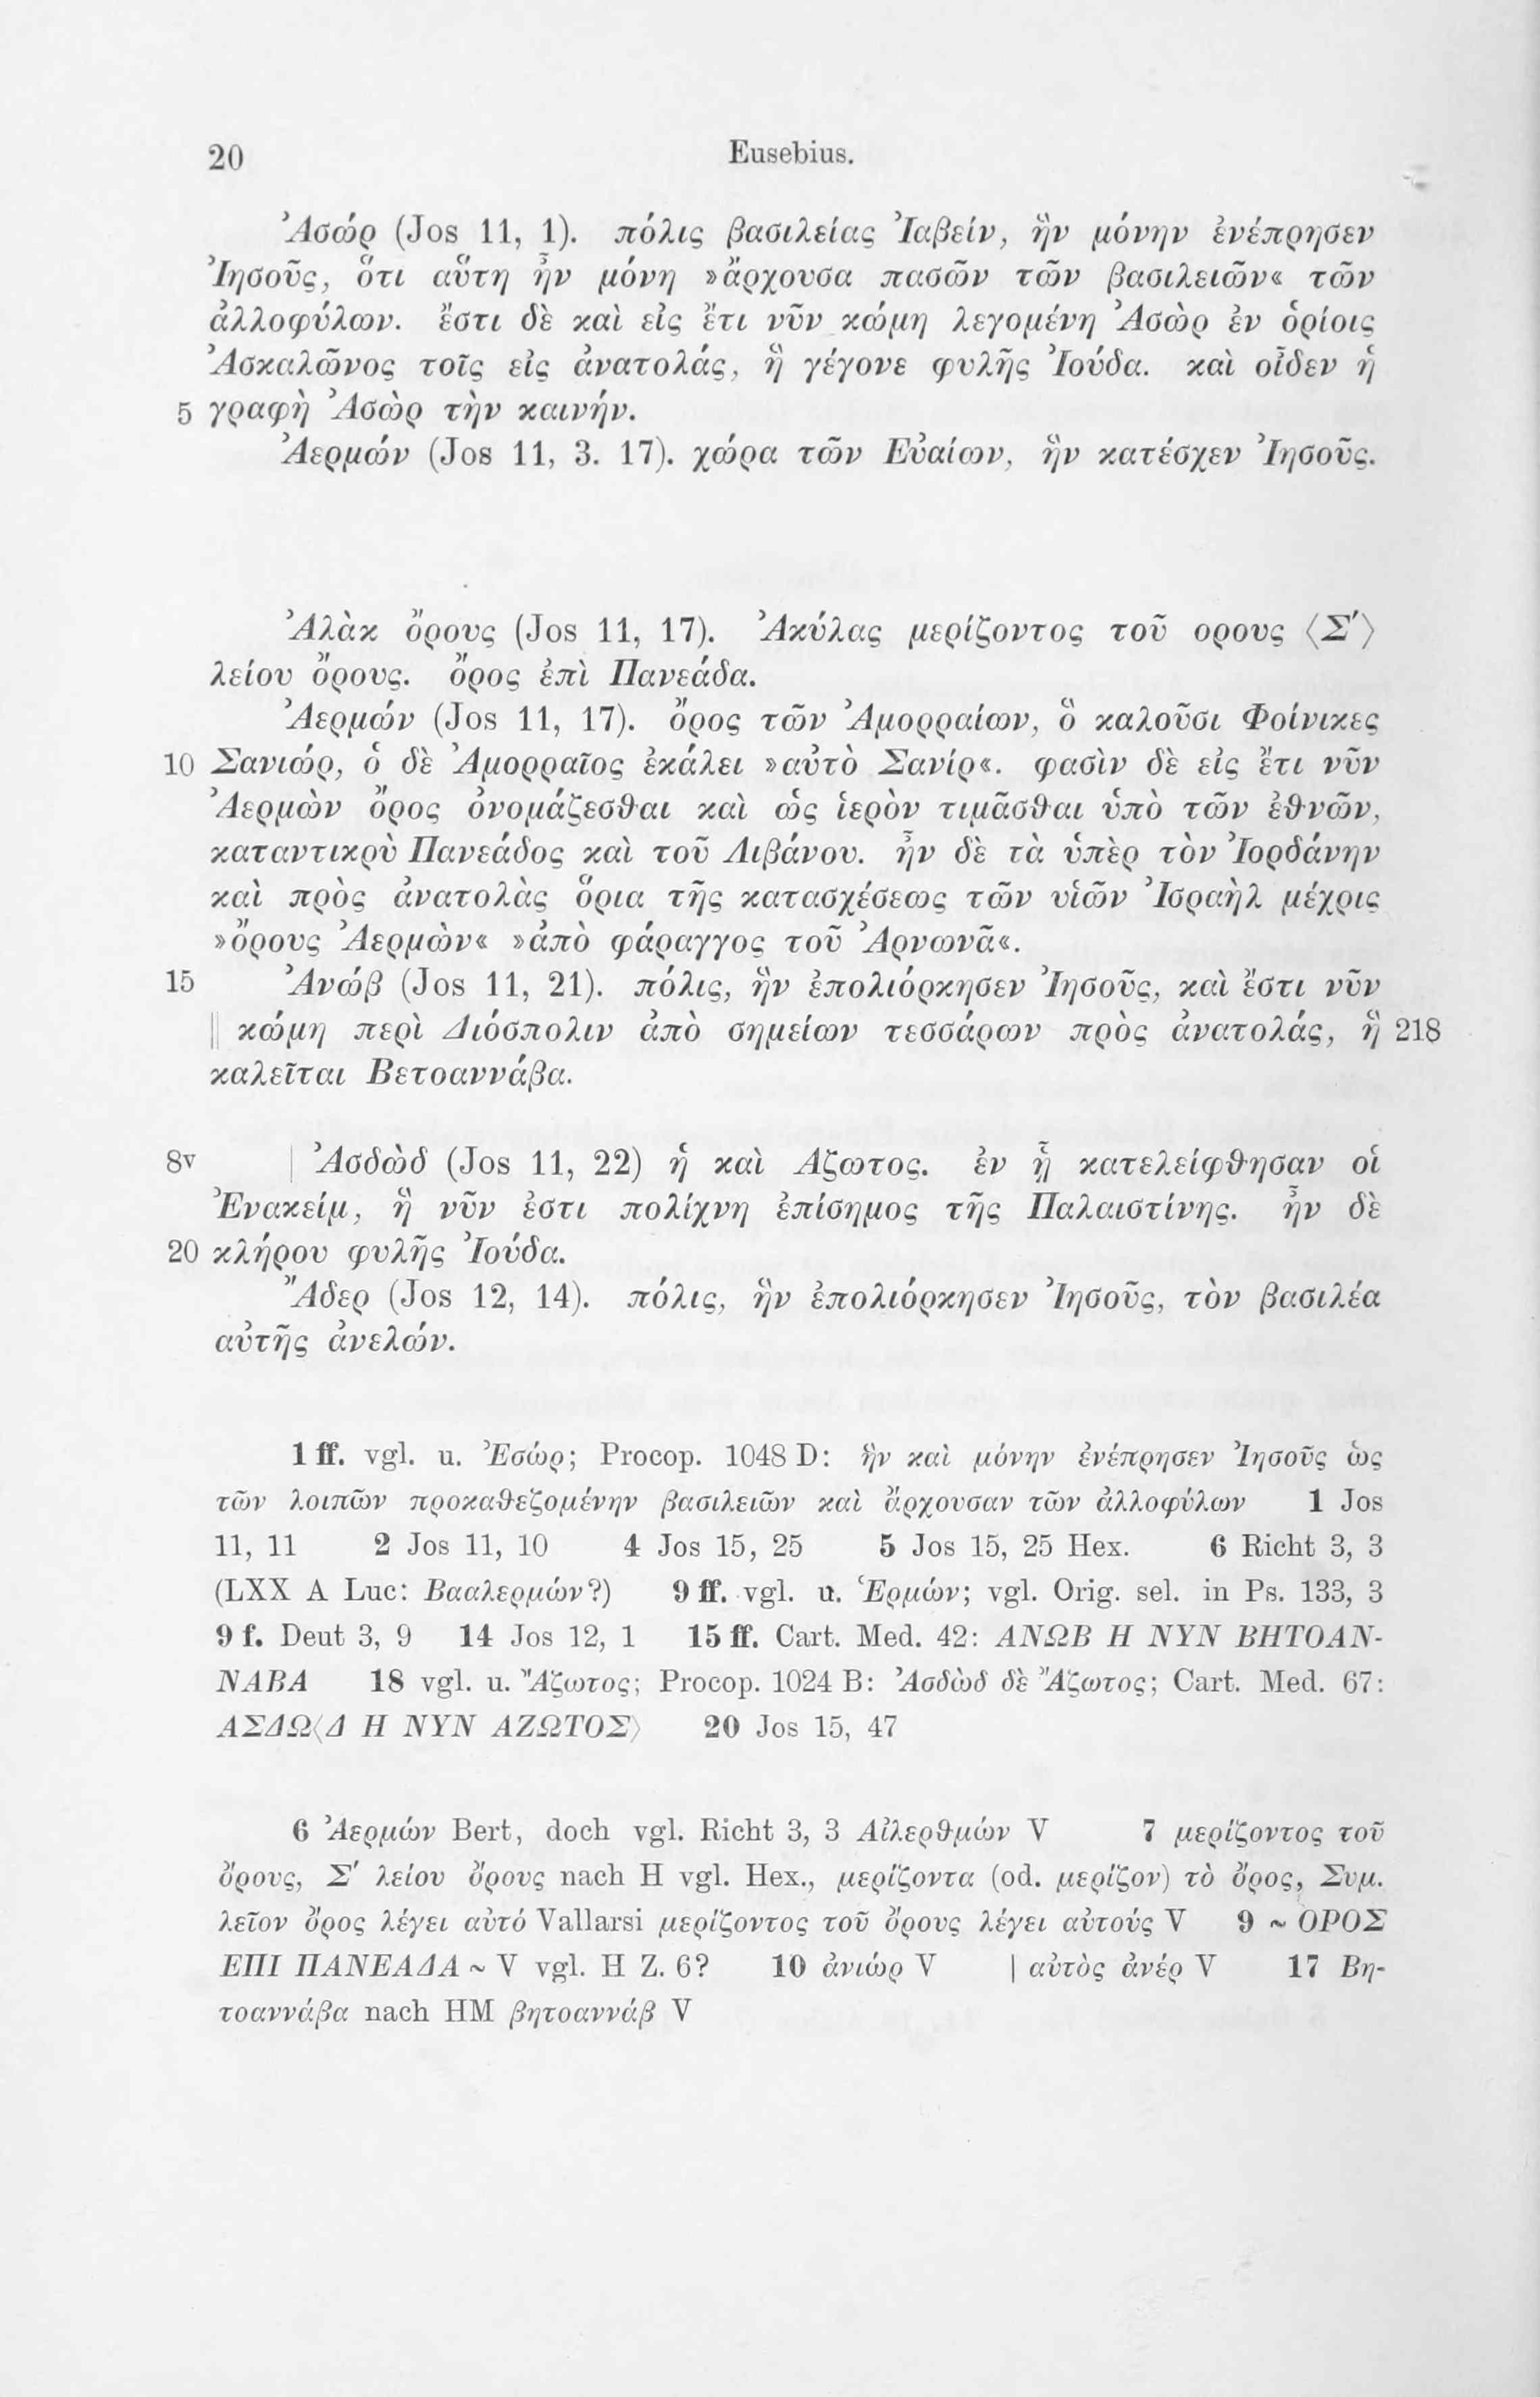 20 Eusebius.
Ἀσώρ (Jos 11, 1). πόλις βασιλείας Ἰαβείν, ἣν μόνην ἐνέπρησεν
Ἰησοῦς, ὅτι αὕτη ἦν μόνη »ἄρχουσα πασῶν τῶν βασιλειῶν« τῶν
ἀλλοφύλων. ἔστι δὲ καὶ εἰς ἔτι νῦν κώμη λεγομένη Ἀσὼρ ἐν ὁρίοις
Ἀσκαλῶνος τοῖς εἰς ἀνατολάς, ἣ γέγονε φυλῆς Ἰούδα. καὶ οἶδεν ἡ
5 γραφὴ Ἀσὼρ τὴν καινήν.
Ἀερμών (Jos 11, 3. 17). χώρα τῶν Εὐαίων, ἣν κατέσχεν Ἰησοῦς.
Ἀλὰκ ὄρους (Jos 11, 17). Ἀκύλας μερίζοντος τοῦ ορους ⟨Σ′⟩
λείου ὄρους. ὄρος ἐπὶ Πανεάδα.
Ἀερμών (Jos 11, 17). ὄρος τῶν Ἀμορραίων, ὃ καλοῦσι Φοίνικες
10 Σανιώρ, ὁ δὲ Ἀμορραῖος ἐκάλει »αὐτὸ Σανίρ«. φασὶν δὲ εἰς ἔτι νῦν
Ἀερμὼν ὄρος ὀνομάζεσθαι καὶ ὡς ἱερὸν τιμᾶσθαι ὑπὸ τῶν ἐθνῶν,
καταντικρὺ Πανεάδος καὶ τοῦ Λιβάνου. ἦν δὲ τὰ ὑπὲρ τὸν Ἰορδάνην
καὶ πρὸς ἀνατολὰς ὅρια τῆς κατασχέσεως τῶν υἱῶν Ἰσραὴλ μέχρις
»ὄρους Ἀερμὼν« »ἀπὸ φάραγγος τοῦ Ἀρνωνᾶ«.
15 Ἀνώβ (Jos 11, 21). πόλις, ἣν ἐπολιόρκησεν Ἰησοῦς, καὶ ἔστι νῦν
‖ κώμη περὶ Διόσπολιν ἀπὸ σημείων τεσσάρων πρὸς ἀνατολάς, ἣ 218
καλεῖται Βετοαννάβα.
8v | Ἀσδὼδ (Jos 11, 22) ἡ καὶ Αζωτος. ἐν ᾗ κατελείφθησαν οἱ
Ἐνακείμ, ἣ νῦν ἐστι πολίχνη ἐπίσημος τῆς Παλαιστίνης. ἦν δὲ
20 κλήρου φυλῆς Ἰούδα.
Ἄδερ (Jos 12, 14). πόλις, ἣν ἐπολιόρκησεν Ἰησοῦς, τὸν βασιλέα
αὐτῆς ἀνελών.
1 ff. vgl. u. Ἐσώρ; Procop. 1048 D: ἣν καὶ μόνην ἐνέπρησεν Ἰησοῦς ὡς
τῶν λοιπῶν προκαθεζομένην βασιλειῶν καὶ ἄρχουσαν τῶν ἀλλοφύλων 1 Jos
11, 11 2 Jos 11, 10 4 Jos 15, 25 5 Jos 15, 25 Hex. 6 Richt 3, 3
(LXX A Luc: Βααλερμών?) 9 ff. vgl. u. Ἑρμών; vgl. Orig. sel. in Ps. 133, 3
9 f. Deut 3, 9 14 Jos 12, 1 15 ff. Cart. Med. 42: ΑΝΩΒ Η ΝΥΝ ΒΗΤΟΑΝ-
ΝΑΒΑ 18 vgl. u. Ἄζωτος; Procop. 1024 B: Ἀσδὼδ δὲ Ἄζωτος; Cart. Med. 67:
ΑΣΔΩ⟨Δ Η ΝΥΝ ΑΖΩΤΟΣ⟩ 20 Jos 15, 47
6 Ἀερμών Bert, doch vgl. Richt 3, 3 Αἰλερθμών V 7 μερίζοντος τοῦ
ὄρους, Σ′ λείου ὄρους nach H vgl. Hex., μερίζοντα (od. μερίζον) τὸ ὄρος, Συμ.
λεῖον ὄρος λέγει αὐτό Vallarsi μερίζοντος τοῦ ὄρους λέγει αὐτούς V 9 ~ ΟΡΟΣ
ΕΠΙ ΠΑΝΕΑΔΑ ~ V vgl. H Z. 6? 10 ἀνιώρ V | αὐτὸς ἀνέρ V 17 Βη-
τοαννάβα nach HM βητοαννάβ V